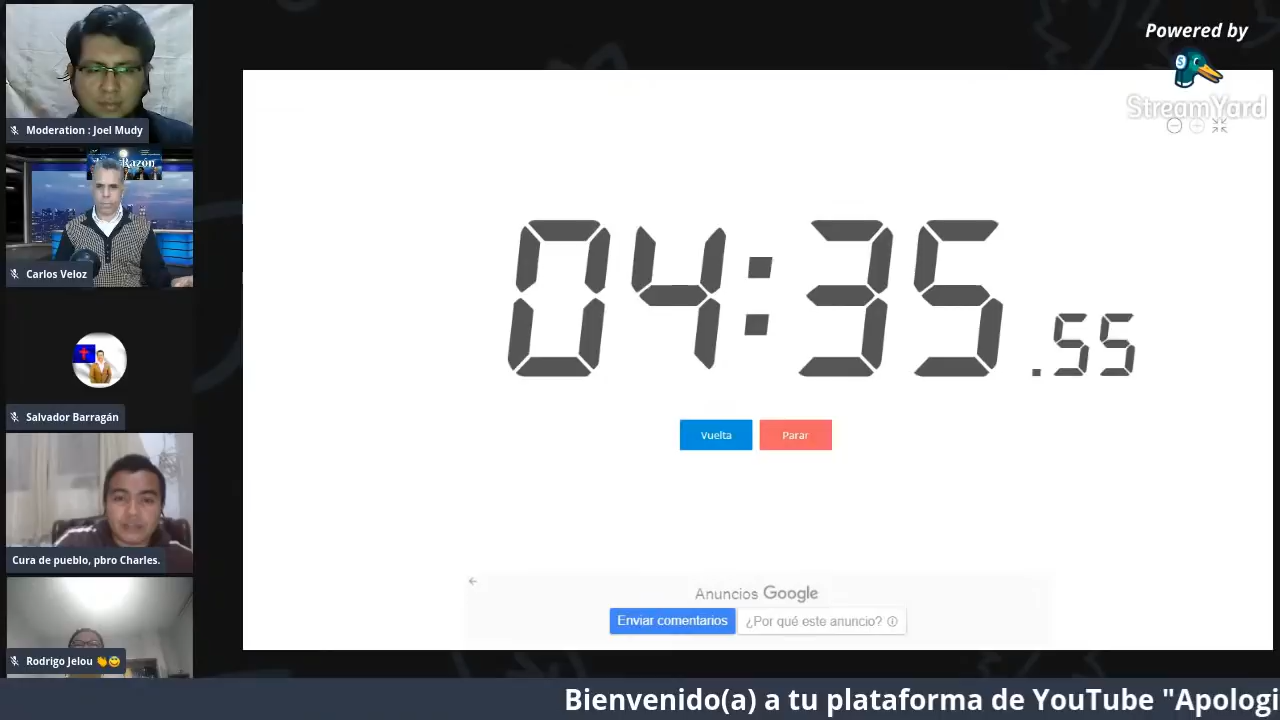 Powered by
StreamYard
Moderation : Joel Mudy
Razón
Carlos Veloz
Salvador Barragán
Cura de pueblo, pbro Charles.
Rodrigo Jelou 👏😇
04:35.55
Vuelta
Parar
Anuncios Google
Enviar comentarios
¿Por qué este anuncio?
Bienvenido(a) a tu plataforma de YouTube "Apologi